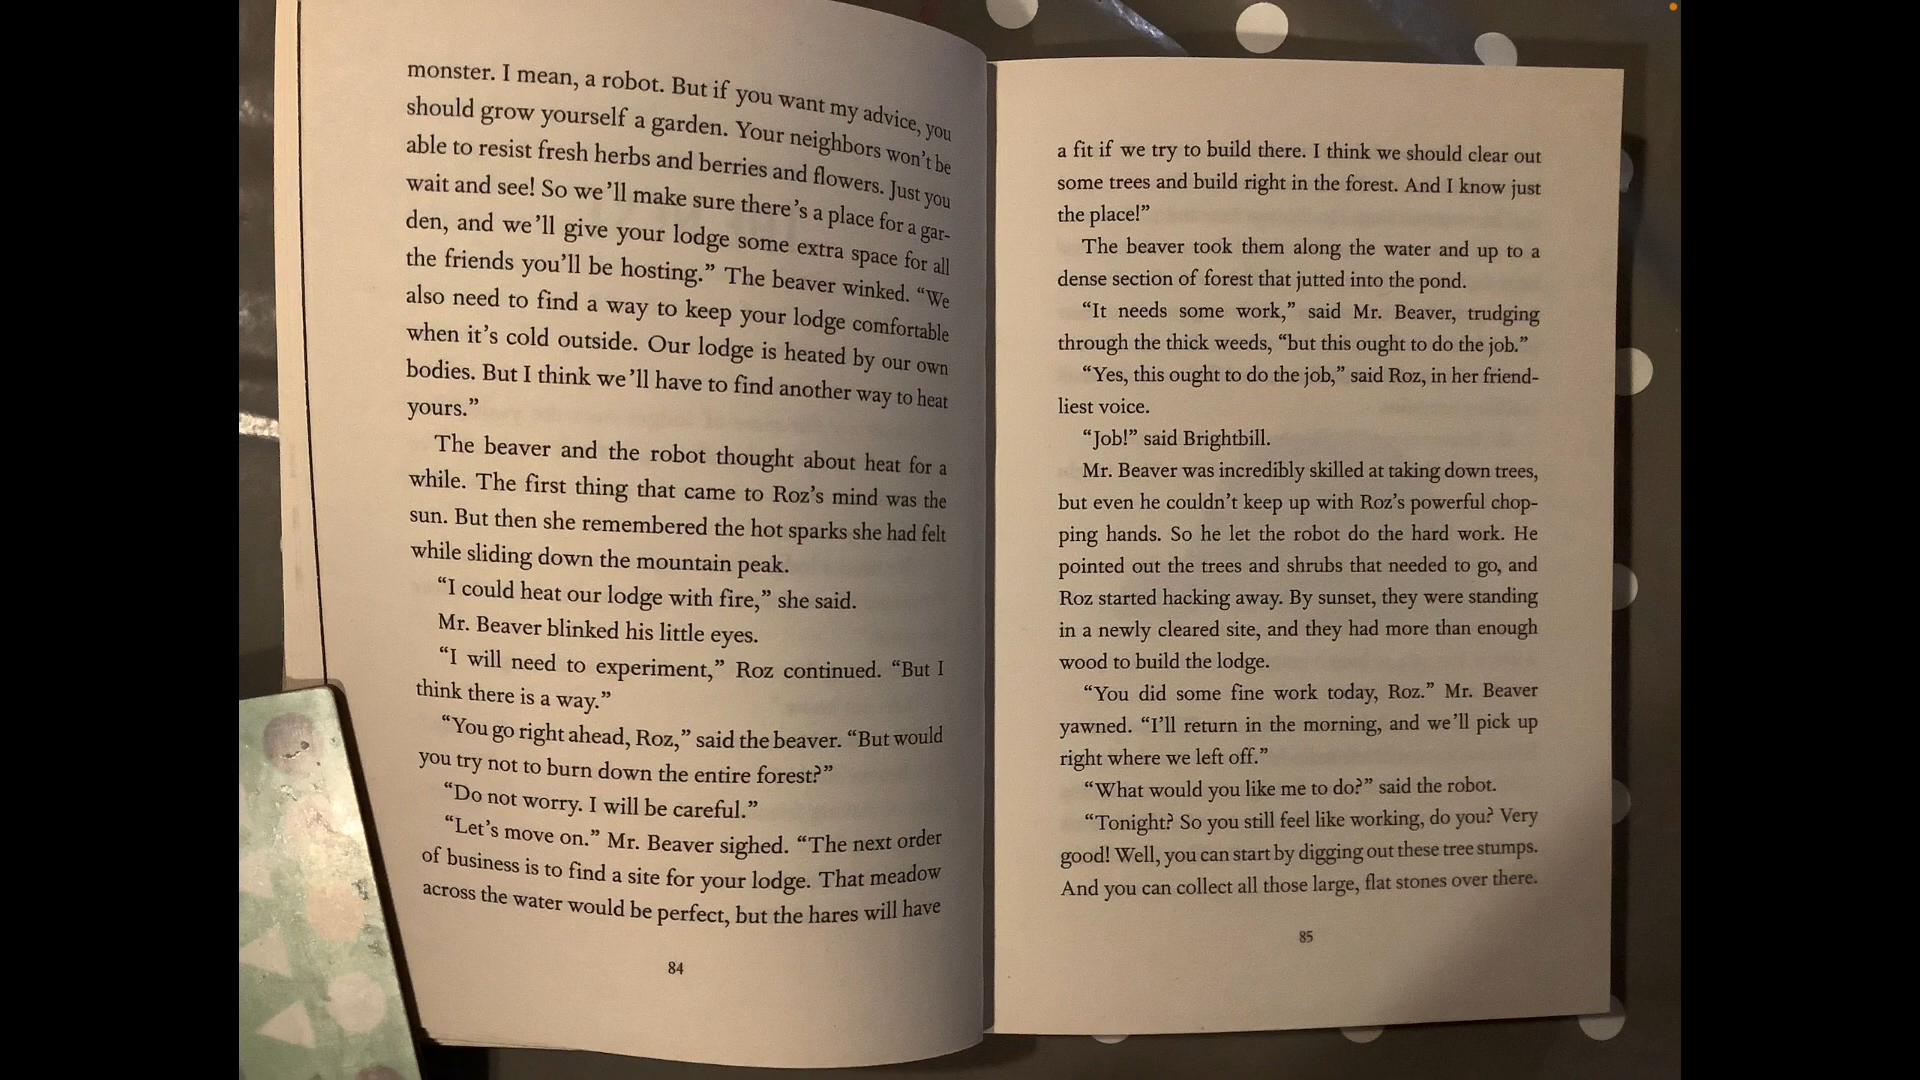 monster. I mean, a robot. But if you want my advice, you
should grow yourself a garden. Your neighbors won’t be
able to resist fresh herbs and berries and flowers. Just you
wait and see! So we’ll make sure there’s a place for a gar-
den, and we’ll give your lodge some extra space for all
the friends you’ll be hosting.” The beaver winked. “We
also need to find a way to keep your lodge comfortable
when it’s cold outside. Our lodge is heated by our own
bodies. But I think we’ll have to find another way to heat
yours.”
The beaver and the robot thought about heat for a
while. The first thing that came to Roz’s mind was the
sun. But then she remembered the hot sparks she had felt
while sliding down the mountain peak.
“I could heat our lodge with fire,” she said.
Mr. Beaver blinked his little eyes.
“I will need to experiment,” Roz continued. “But I
think there is a way.”
“You go right ahead, Roz,” said the beaver. “But would
you try not to burn down the entire forest?”
“Do not worry. I will be careful.”
“Let’s move on.” Mr. Beaver sighed. “The next order
of business is to find a site for your lodge. That meadow
across the water would be perfect, but the hares will have
84
a fit if we try to build there. I think we should clear out
some trees and build right in the forest. And I know just
the place!”
The beaver took them along the water and up to a
dense section of forest that jutted into the pond.
“It needs some work,” said Mr. Beaver, trudging
through the thick weeds, “but this ought to do the job.”
“Yes, this ought to do the job,” said Roz, in her friend-
liest voice.
“Job!” said Brightbill.
Mr. Beaver was incredibly skilled at taking down trees,
but even he couldn’t keep up with Roz’s powerful chop-
ping hands. So he let the robot do the hard work. He
pointed out the trees and shrubs that needed to go, and
Roz started hacking away. By sunset, they were standing
in a newly cleared site, and they had more than enough
wood to build the lodge.
“You did some fine work today, Roz.” Mr. Beaver
yawned. “I’ll return in the morning, and we’ll pick up
right where we left off.”
“What would you like me to do?” said the robot.
“Tonight? So you still feel like working, do you? Very
good! Well, you can start by digging out these tree stumps.
And you can collect all those large, flat stones over there.
85